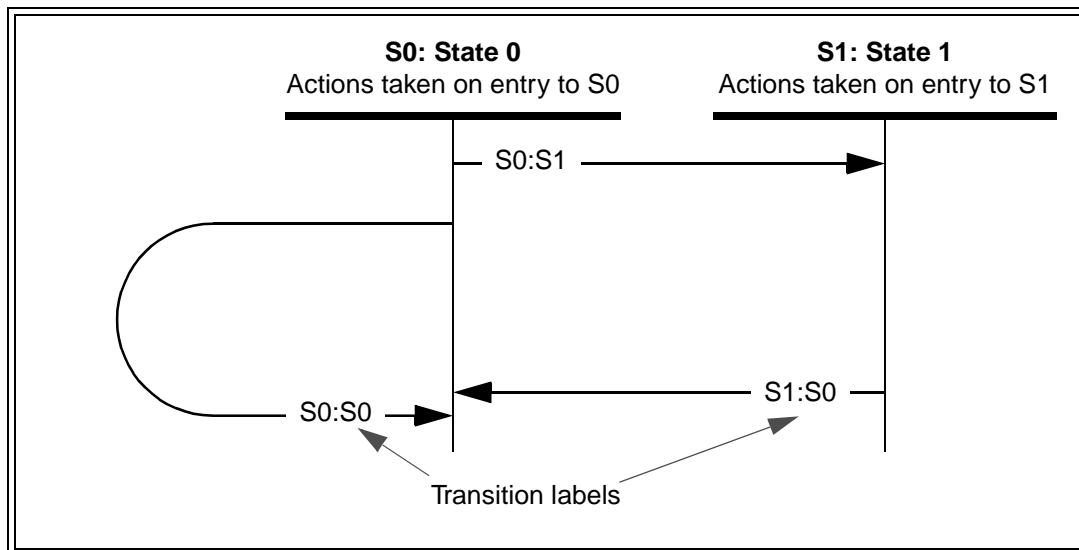 S0: State 0
Actions taken on entry to S0
S1: State 1
Actions taken on entry to S1
S0:S1
S1:S0
S0:S0
Transition labels